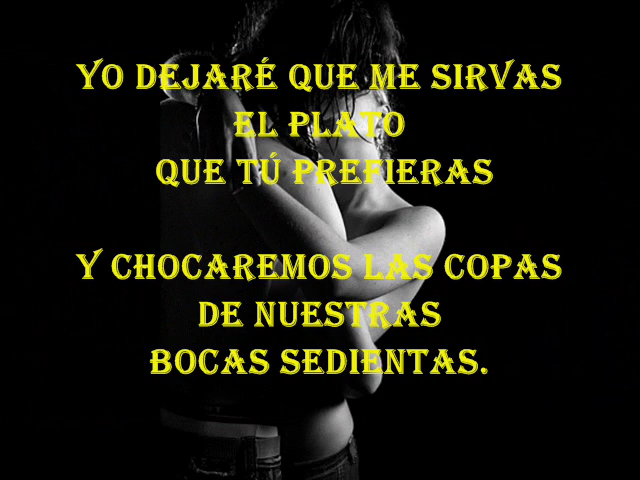 YO DEJARÉ QUE ME SIRVAS
EL PLATO
QUE TÚ PREFIERAS
Y CHOCAREMOS LAS COPAS
DE NUESTRAS
BOCAS SEDIENTAS.